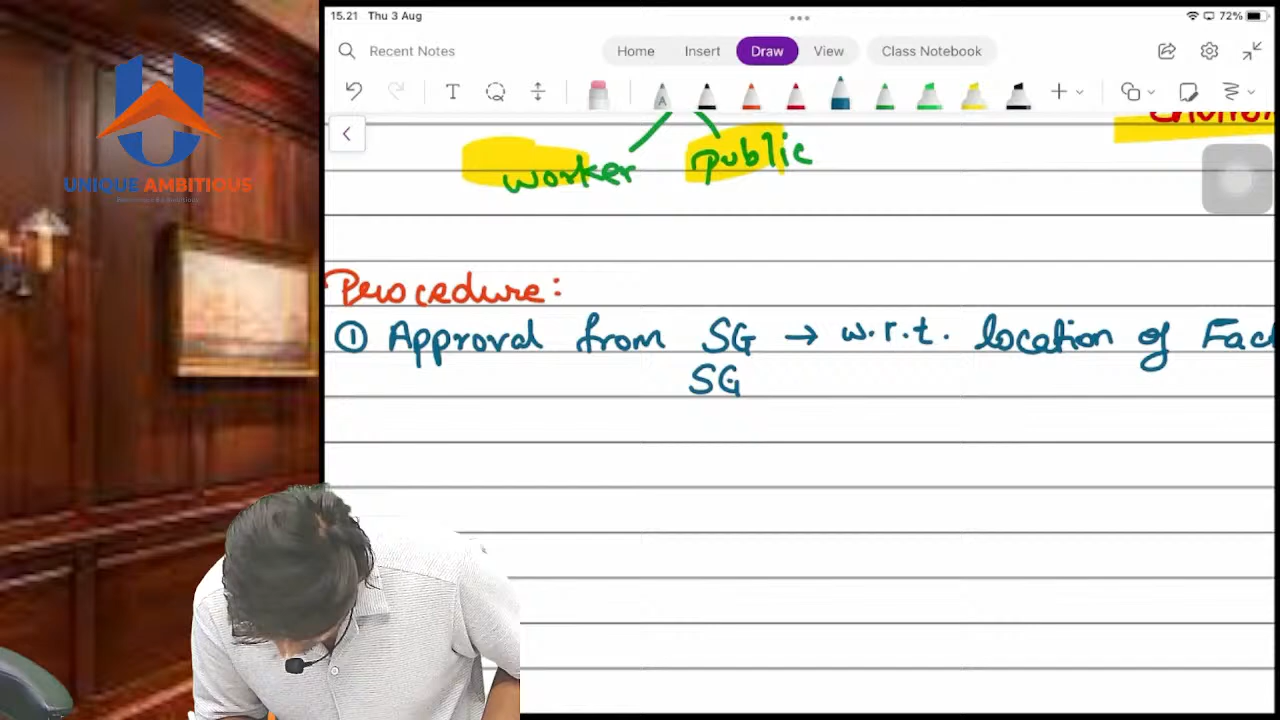 15.21 Thu 3 Aug
72%
Recent Notes
Home Insert Draw View Class Notebook
UNIQUE AMBITIOUS
worker public
Procedure:
① Approval from SG → w.r.t. location of Fact
SG